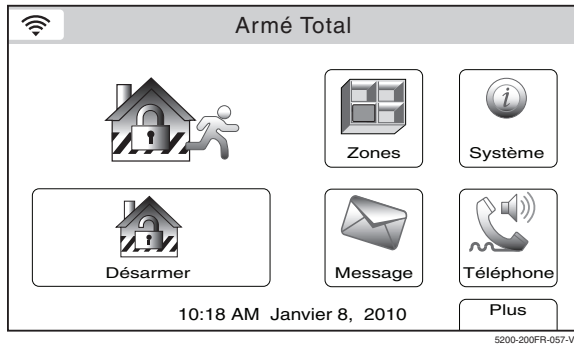 Armé Total
Zones
Système
Désarmer
Message
Téléphone
10:18 AM Janvier 8, 2010
Plus
5200-200FR-057-V